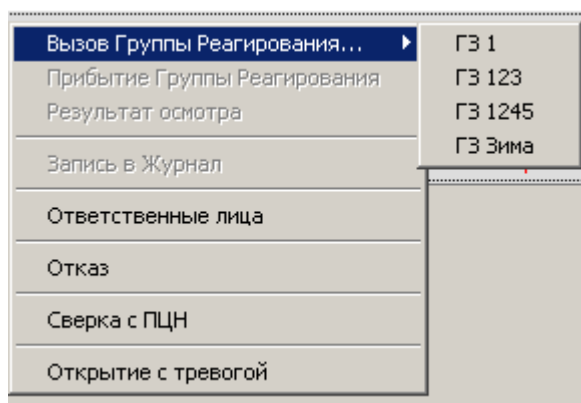 Вызов Группы Реагирования...
Прибытие Группы Реагирования
Результат осмотра
Запись в Журнал
Ответственные лица
Отказ
Сверка с ПЦН
Открытие с тревогой
ГЗ 1
ГЗ 123
ГЗ 1245
ГЗ Зима